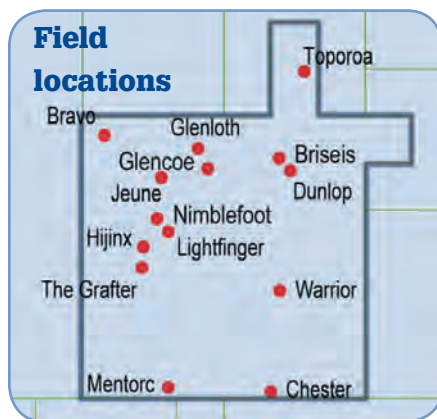 Field
locations
Toporoa
Bravo
Glenloth
Glencoe
Briseis
Jeune
Dunlop
Nimblefoot
Hijinx
Lightfinger
The Grafter
Warrior
Mentorc
Chester